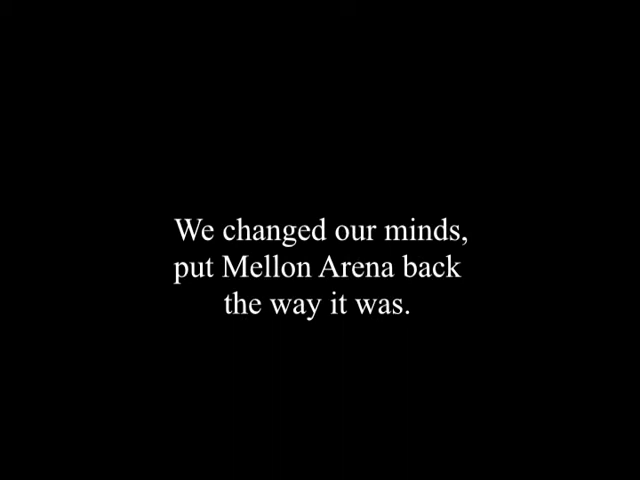 We changed our minds,
put Mellon Arena back
the way it was.